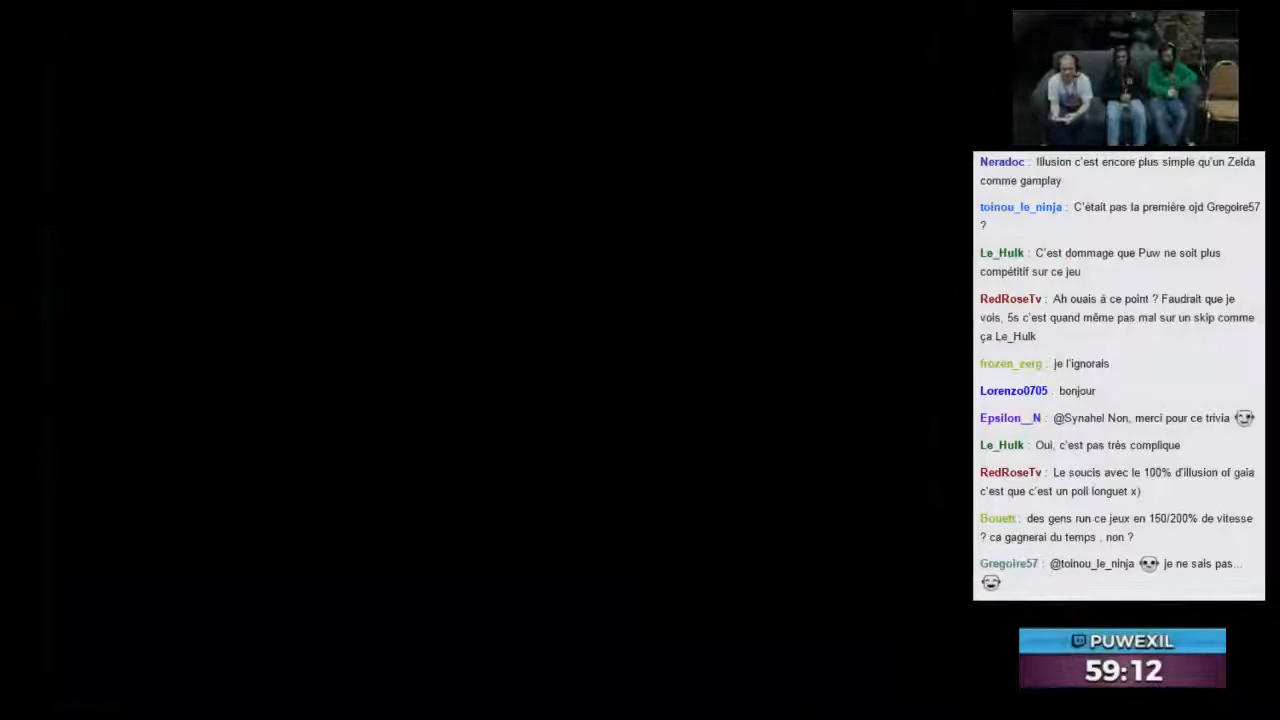 Neradoc : Illusion c'est encore plus simple qu'un Zelda
comme gamplay
toinou_le_ninja : C'était pas la première ojd Gregoire57
?
Le_Hulk : C'est dommage que Puw ne soit plus
compétitif sur ce jeu
RedRoseTv : Ah ouais à ce point ? Faudrait que je
vois, 5s c'est quand même pas mal sur un skip comme
ça Le_Hulk
frozen_zerg : je l'ignorais
Lorenzo0705 : bonjour
Epsilon__N : @Synahel Non, merci pour ce trivia
Le_Hulk : Oui, c'est pas très complique
RedRoseTv : Le soucis avec le 100% d'illusion of gaia
c'est que c'est un poil longuet x)
Bouett : des gens run ce jeux en 150/200% de vitesse
? ca gagnerai du temps , non ?
Gregoire57 : @toinou_le_ninja je ne sais pas...
PUWEXIL
59:12